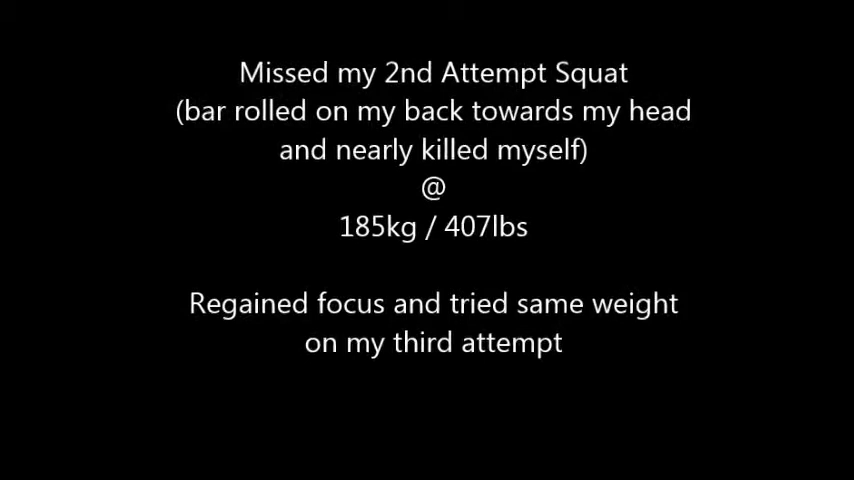 Missed my 2nd Attempt Squat
(bar rolled on my back towards my head
and nearly killed myself)
@
185kg / 407lbs
Regained focus and tried same weight
on my third attempt